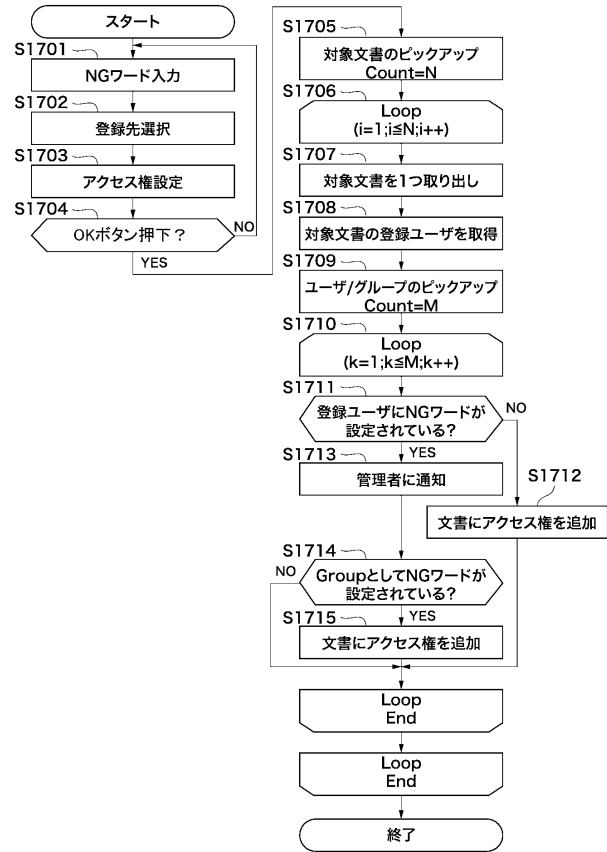 スタート
S1701
NGワード入力
S1702
登録先選択
S1703
アクセス権設定
S1704
OKボタン押下?
NO
YES
S1705
対象文書のピックアップ
Count=N
S1706
Loop
(i=1;i≦N;i++)
S1707
対象文書を1つ取り出し
S1708
対象文書の登録ユーザを取得
S1709
ユーザ/グループのピックアップ
Count=M
S1710
Loop
(k=1;k≦M;k++)
S1711
登録ユーザにNGワードが
設定されている?
NO
YES
S1713
管理者に通知
S1712
文書にアクセス権を追加
S1714
GroupとしてNGワードが
設定されている?
NO
YES
S1715
文書にアクセス権を追加
Loop
End
Loop
End
終了